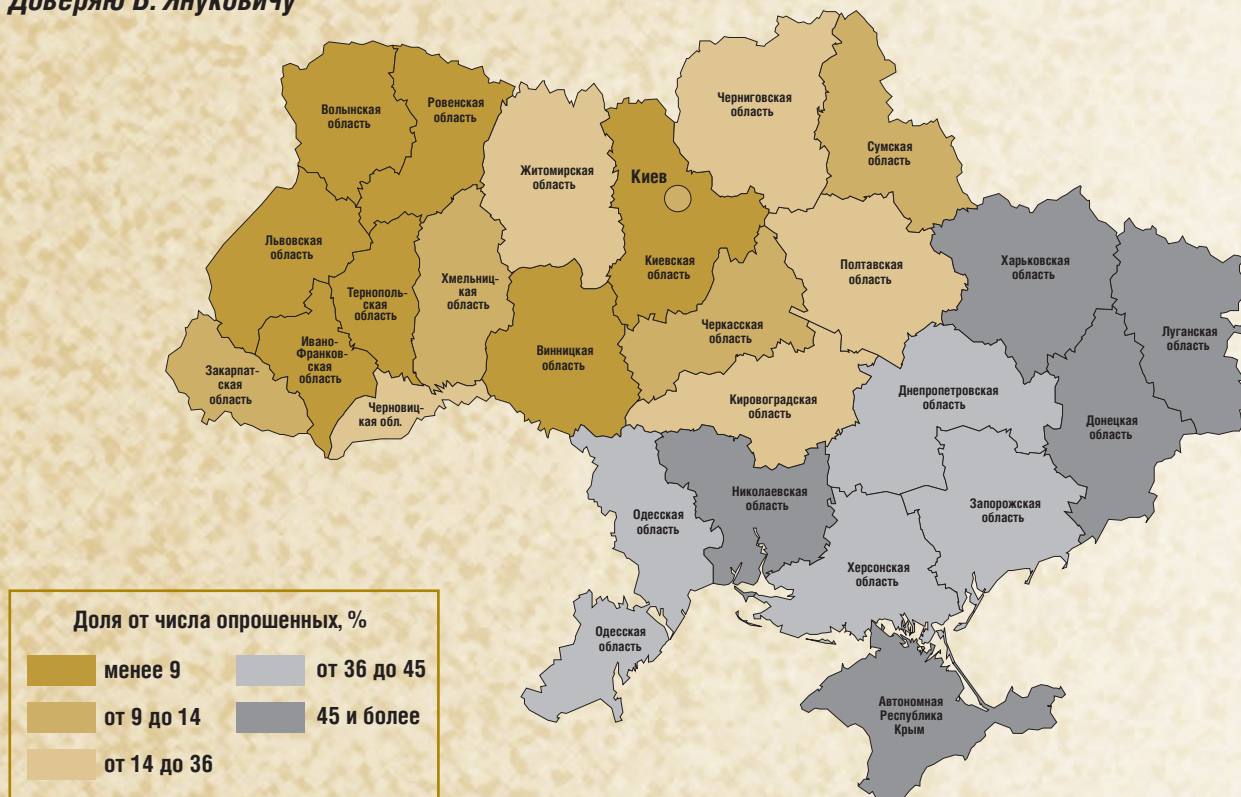 Доверяю В. Януковичу
Волынская
область
Ровенская
область
Житомирская
область
Черниговская
область
Сумская
область
Киев
Киевская
область
Львовская
область
Тернополь-
ская
область
Хмельниц-
кая
область
Ивано-
Франков-
ская
область
Закарпат-
ская
область
Черновиц-
кая обл.
Винницкая
область
Черкасская
область
Полтавская
область
Кировоградская
область
Харьковская
область
Луганская
область
Днепропетровская
область
Донецкая
область
Николаевская
область
Запорожская
область
Одесская
область
Херсонская
область
Одесская
область
Автономная
Республика
Крым
Доля от числа опрошенных, %
менее 9
от 9 до 14
от 14 до 36
от 36 до 45
45 и более